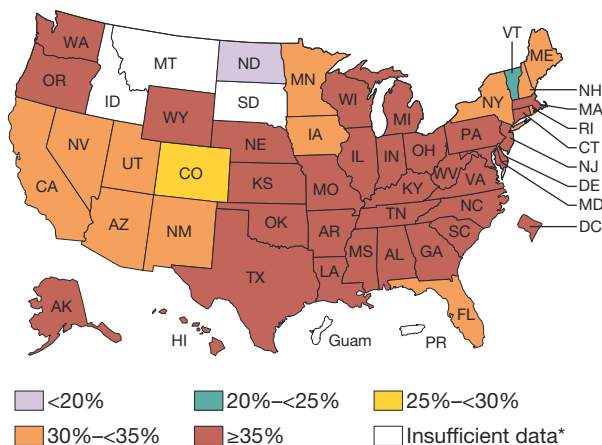 VT
WA
MT
ND
MN
ME
OR
ID
SD
WI
NY
NH
MA
WY
MI
RI
IA
PA
CT
NE
NV
UT
CO
IL
IN
OH
NJ
CA
KS
MO
WV
VA
DE
KY
MD
AZ
NM
OK
AR
TN
NC
DC
SC
MS
AL
GA
TX
LA
AK
FL
HI
Guam
PR
<20% 20%–<25% 25%–<30%
30%–<35% ≥35% Insufficient data*